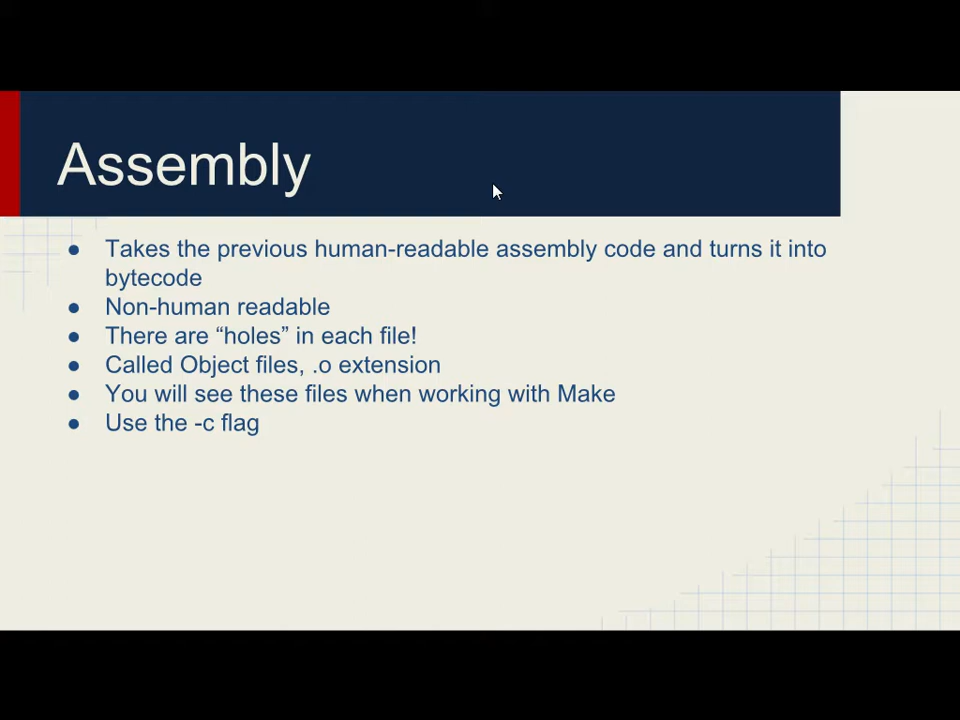 Assembly
● Takes the previous human-readable assembly code and turns it into
bytecode
● Non-human readable
● There are “holes” in each file!
● Called Object files, .o extension
● You will see these files when working with Make
● Use the -c flag